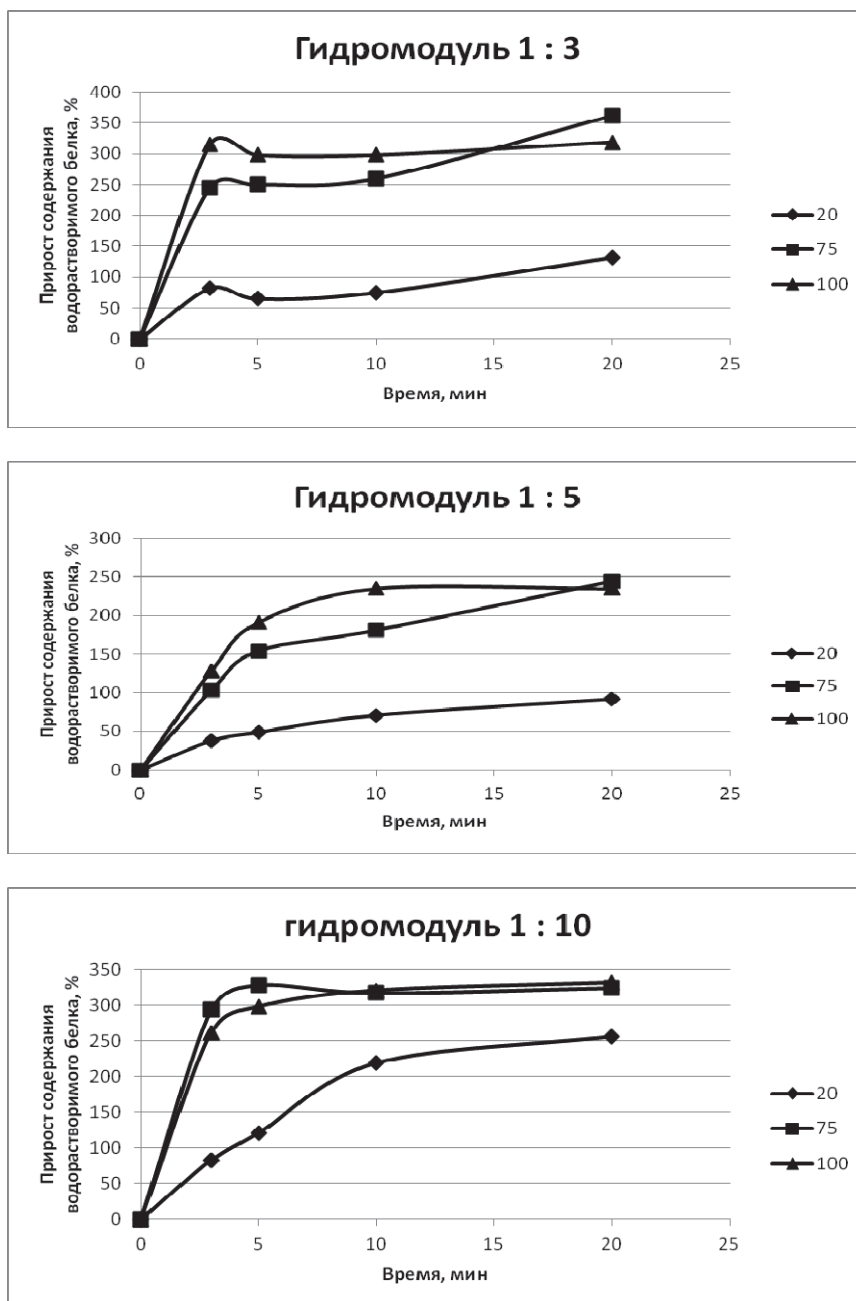 Гидромодуль 1 : 3
Прирост содержания
водорастворимого белка, %
400
350
300
250
200
150
100
50
0
0 5 10 15 20 25
Время, мин
20
75
100
Гидромодуль 1 : 5
Прирост содержания
водорастворимого белка, %
300
250
200
150
100
50
0
0 5 10 15 20 25
Время, мин
20
75
100
гидромодуль 1 : 10
Прирост содержания
водорастворимого белка, %
350
300
250
200
150
100
50
0
0 5 10 15 20 25
Время, мин
20
75
100